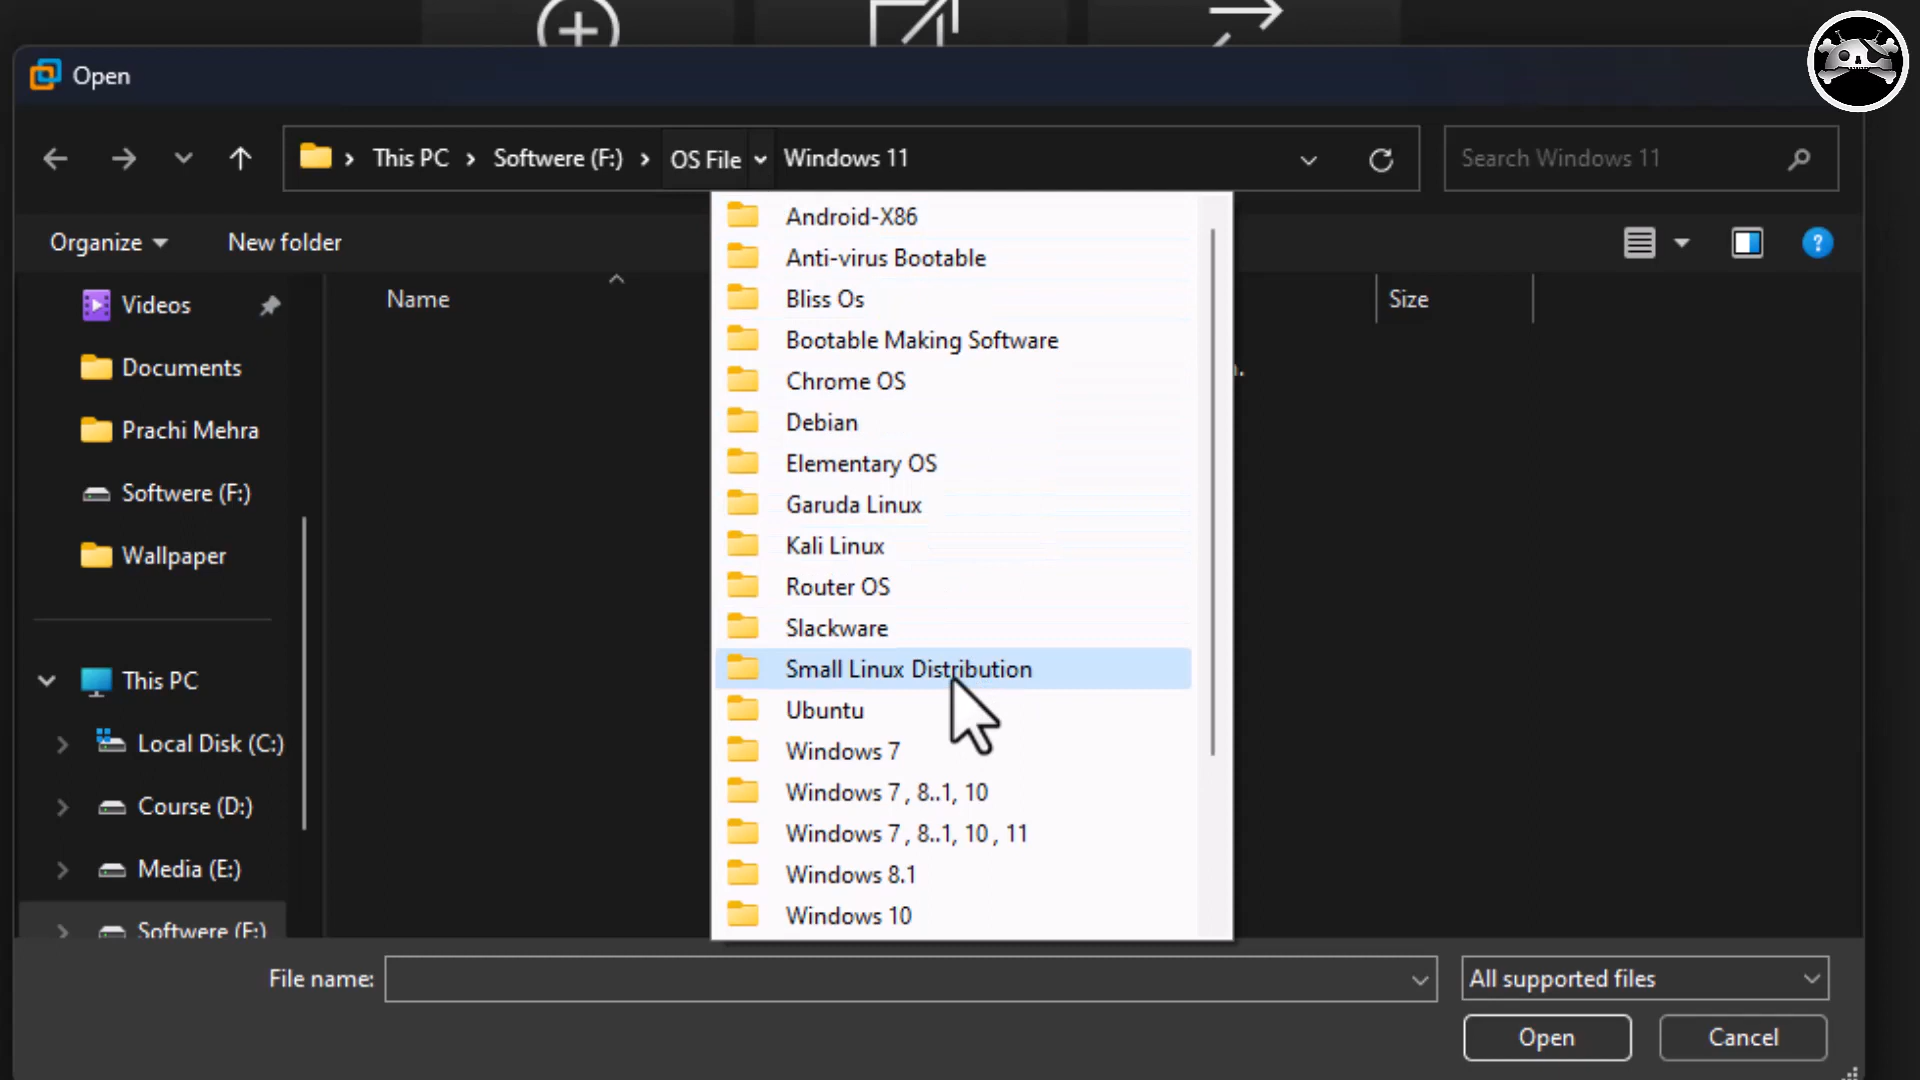 Open
This PC
Softwere (F:)
OS File
Windows 11
Search Windows 11
Organize
New folder
Name
Size
Videos
Documents
Prachi Mehra
Softwere (F:)
Wallpaper
This PC
Local Disk (C:)
Course (D:)
Media (E:)
Softwere (F:)
Android-X86
Anti-virus Bootable
Bliss Os
Bootable Making Software
Chrome OS
Debian
Elementary OS
Garuda Linux
Kali Linux
Router OS
Slackware
Small Linux Distribution
Ubuntu
Windows 7
Windows 7 , 8..1, 10
Windows 7 , 8..1, 10 , 11
Windows 8.1
Windows 10
File name:
All supported files
Open
Cancel